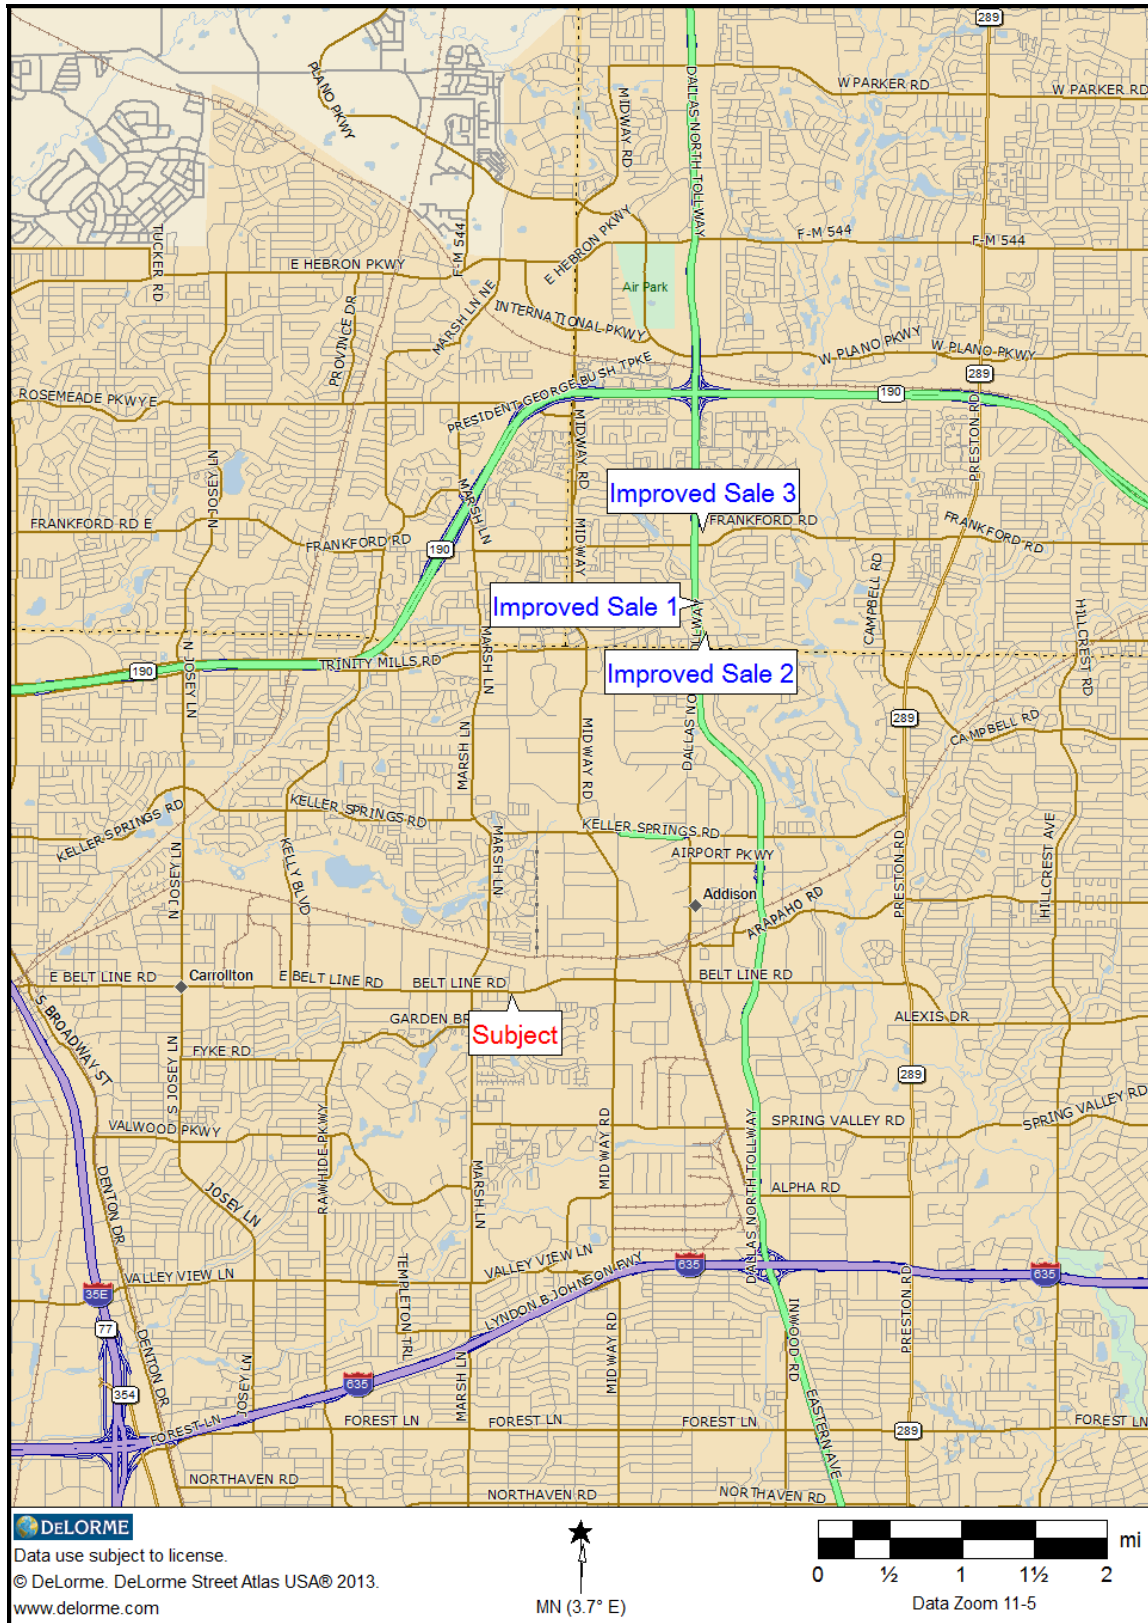 289
PLANO PKWY
DALLAS NORTH TOLLWAY
W PARKER RD
W PARKER RD
MIDWAY RD
TUCKER RD
F-M 544
E HEBRON PKWY
F-M 544
F-M 544
E HEBRON PKWY
Air Park
PROVINCE DR
MARSH LN NE
INTERNATIONAL PKWY
W PLANO PKWY
W PLANO PKWY
289
ROSEMEADE PKWY E
PRESIDENT GEORGE BUSH TPKE
190
MIDWAY RD
PRESTON RD
N JOSEY LN
MARSH LN
Improved Sale 3
FRANKFORD RD E
FRANKFORD RD
190
MIDWAY
FRANKFORD RD
FRANKFORD RD
CAMPBELL RD
Improved Sale 1
HILLCREST RD
N JOSEY LN
MARSH LN
TRINITY MILLS RD
190
Improved Sale 2
289
CAMPBELL RD
MARSH LN
MIDWAY RD
KELLER SPRINGS RD
KELLER SPRINGS RD
KELLER SPRINGS RD
N JOSEY LN
KELLY BLVD
MARSH LN
AIRPORT PKWY
PRESTON RD
HILLCREST AVE
Addison
ARAPAHO RD
E BELT LINE RD
Carrollton
E BELT LINE RD
BELT LINE RD
BELT LINE RD
S BROADWAY ST
GARDEN BR
Subject
ALEXIS DR
FYKE RD
289
S JOSEY LN
VALWOOD PKWY
RAWHIDE PKWY
MIDWAY RD
DALLAS NORTH TOLLWAY
SPRING VALLEY RD
SPRING VALLEY RD
DENTON DR
JOSEY LN
MARSH LN
ALPHA RD
VALLEY VIEW LN
TEMPLETON TRL
VALLEY VIEW LN
LYNDON B JOHNSON FWY
635
635
35E
77
DENTON DR
INWOOD RD
PRESTON RD
354
JOSEY LN
635
MARSH LN
MIDWAY RD
EASTERN AVE
FOREST LN
FOREST LN
FOREST LN
FOREST LN
289
FOREST LN
NORTHAVEN RD
NORTHAVEN RD
NORTHAVEN RD
DELORME
Data use subject to license.
© DeLorme. DeLorme Street Atlas USA® 2013.
www.delorme.com
MN (3.7° E)
mi
0 ½ 1 1½ 2
Data Zoom 11-5